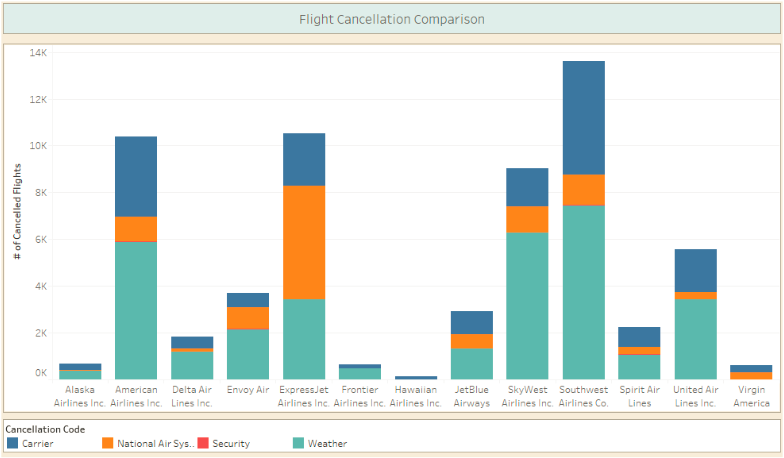 Flight Cancellation Comparison
14K
12K
10K
8K
6K
4K
2K
0K
# of Cancelled Flights
Alaska Airlines Inc.
American Airlines Inc.
Delta Air Lines Inc.
Envoy Air
ExpressJet Airlines Inc.
Frontier Airlines Inc.
Hawaiian Airlines Inc.
JetBlue Airways
SkyWest Airlines Inc.
Southwest Airlines Co.
Spirit Air Lines
United Air Lines Inc.
Virgin America
Cancellation Code
Carrier
National Air Sys..
Security
Weather